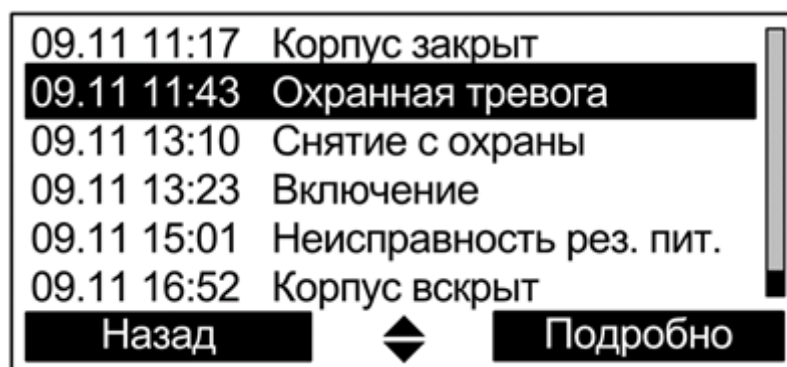 09.11 11:17 Корпус закрыт
09.11 11:43 Охранная тревога
09.11 13:10 Снятие с охраны
09.11 13:23 Включение
09.11 15:01 Неисправность рез. пит.
09.11 16:52 Корпус вскрыт
Назад Подробно